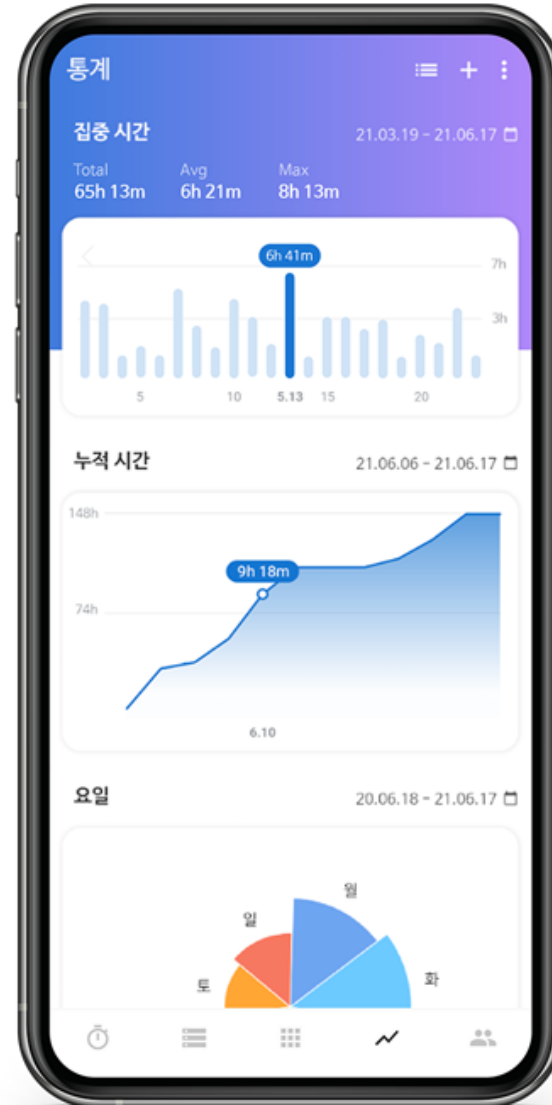 통계
집중 시간
21.03.19 - 21.06.17
Total Avg Max
65h 13m 6h 21m 8h 13m
6h 41m
7h
3h
5 10 5.13 15 20
누적 시간
21.06.06 - 21.06.17
148h
9h 18m
74h
6.10
요일
20.06.18 - 21.06.17
월
일
화
토